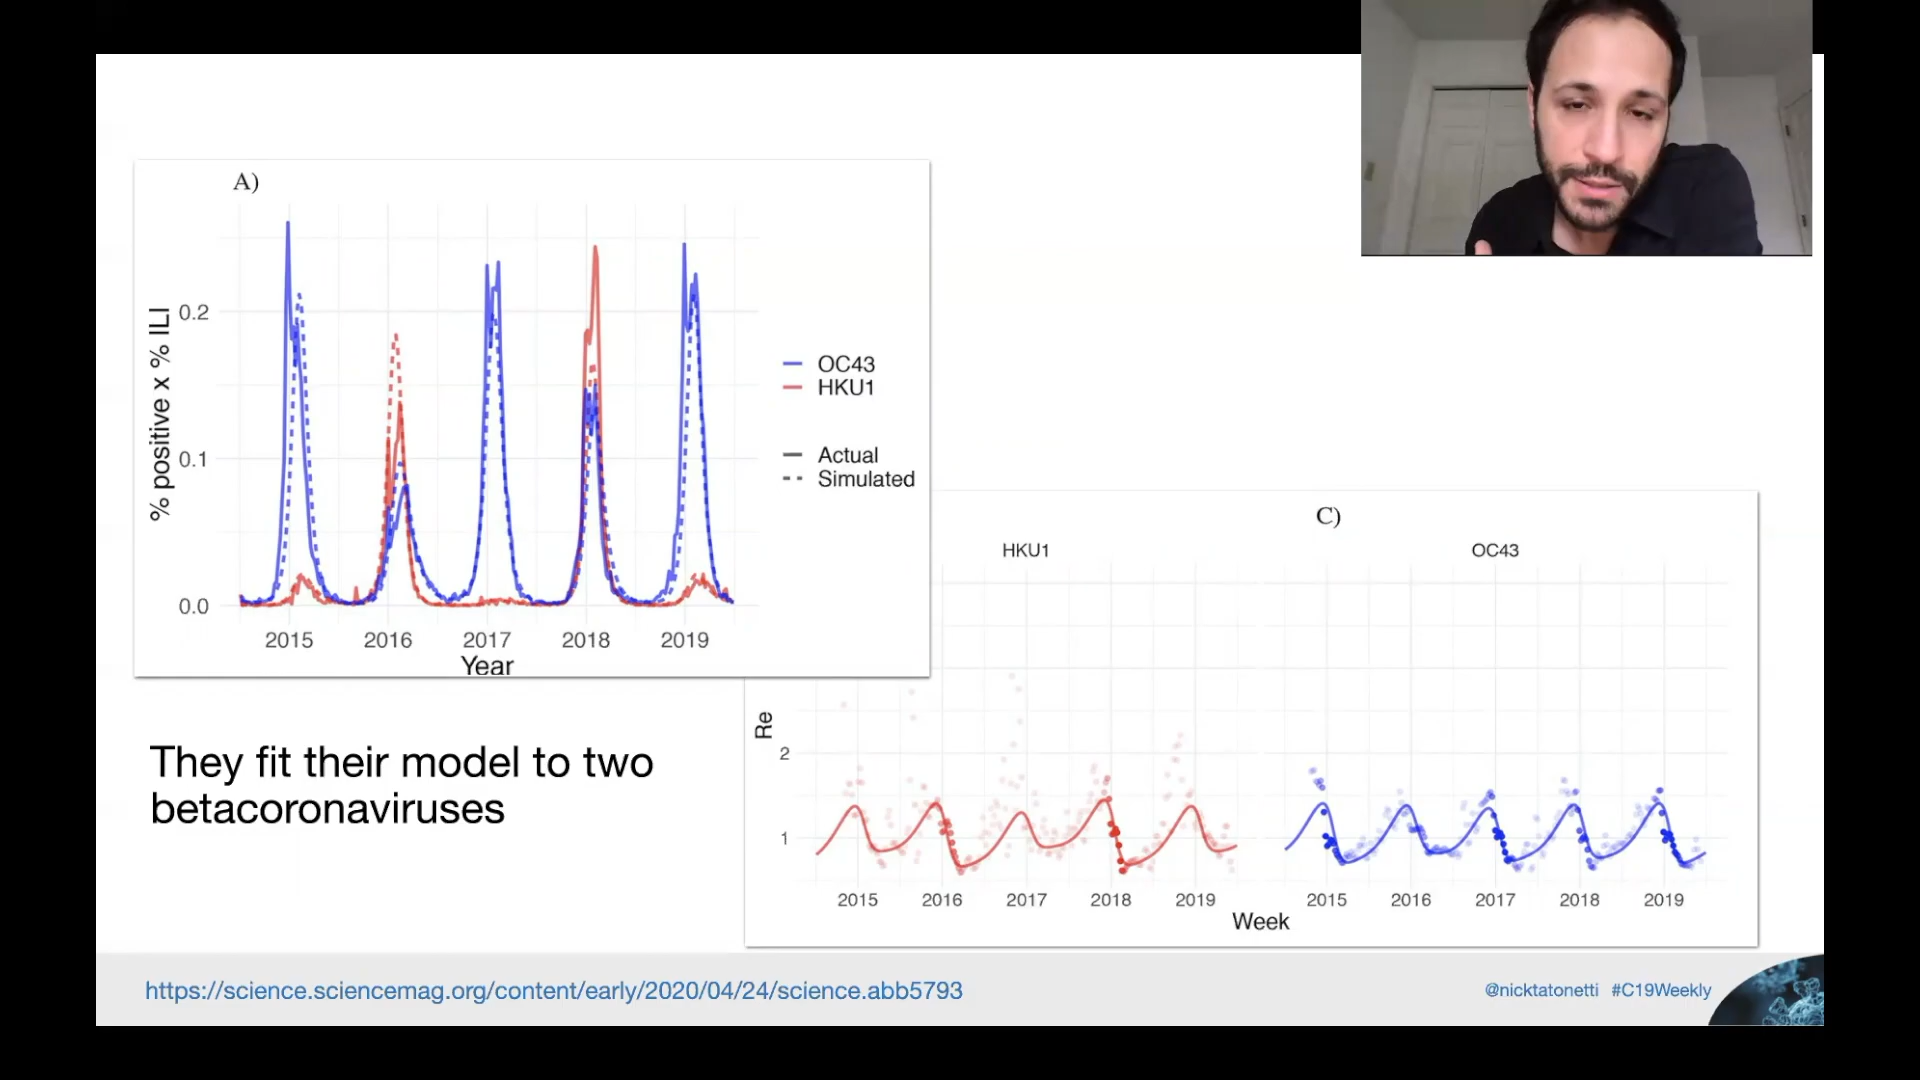 A)
% positive x % ILI
0.2
0.1
0.0
2015 2016 2017 2018 2019
Year
OC43
HKU1
Actual
Simulated
They fit their model to two
betacoronaviruses
C)
HKU1 OC43
Re
2
1
2015 2016 2017 2018 2019 2015 2016 2017 2018 2019
Week
https://science.sciencemag.org/content/early/2020/04/24/science.abb5793
@nicktatonetti #C19Weekly